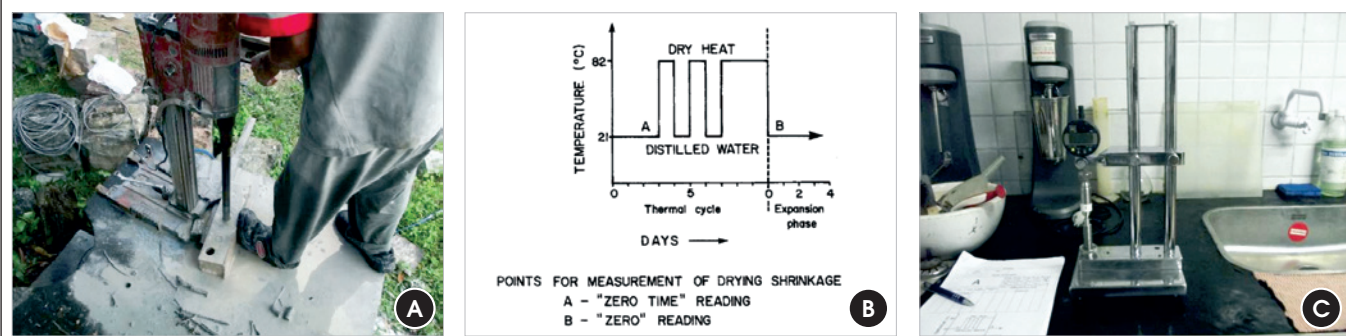 A
DRY HEAT
TEMPERATURE (°C)
82
21
A
B
DISTILLED WATER
0 5 0 2 4
Thermal cycle
Expansion
phase
DAYS
POINTS FOR MEASUREMENT OF DRYING SHRINKAGE
A - "ZERO TIME" READING
B - "ZERO" READING
B
A
C